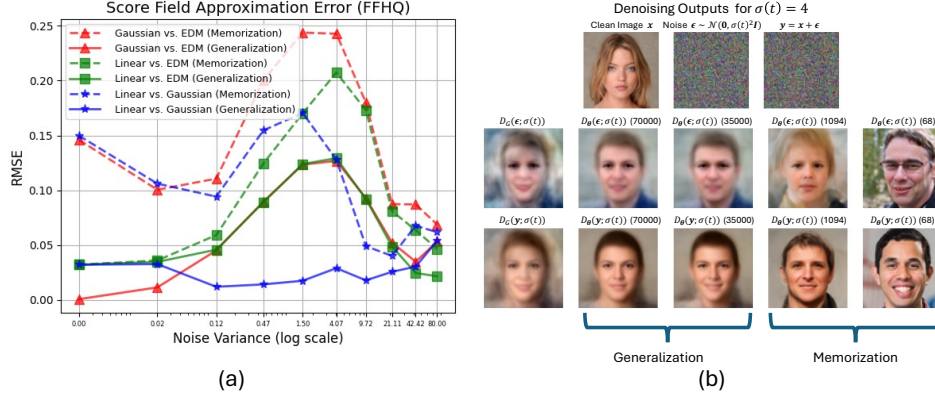 Score Field Approximation Error (FFHQ)
RMSE
0.25
0.20
0.15
0.10
0.05
0.00
Gaussian vs. EDM (Memorization)
Gaussian vs. EDM (Generalization)
Linear vs. EDM (Memorization)
Linear vs. EDM (Generalization)
Linear vs. Gaussian (Memorization)
Linear vs. Gaussian (Generalization)
0.00 0.02 0.12 0.47 1.50 4.07 9.72 21.11 42.42 80.00
Noise Variance (log scale)
(a)
Denoising Outputs for σ(t) = 4
Clean Image 𝒙 Noise 𝝐 ~ 𝒩(𝟎, σ(t)²𝑰) 𝒚 = 𝒙 + 𝝐
D_G(𝝐; σ(t)) D_θ(𝝐; σ(t)) (70000) D_θ(𝝐; σ(t)) (35000) D_θ(𝝐; σ(t)) (1094) D_θ(𝝐; σ(t)) (68)
D_G(𝒚; σ(t)) D_θ(𝒚; σ(t)) (70000) D_θ(𝒚; σ(t)) (35000) D_θ(𝒚; σ(t)) (1094) D_θ(𝒚; σ(t)) (68)
Generalization Memorization
(b)